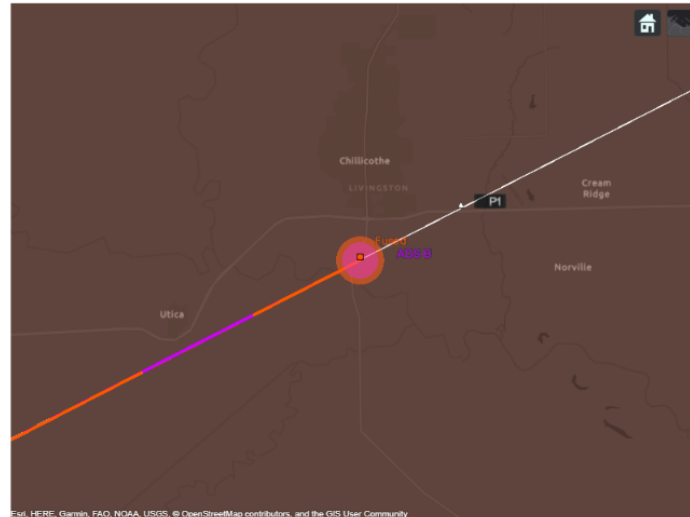 Chillicothe
LIVINGSTON
Cream
Ridge
P1
ADS-B
Norville
Utica
Esri, HERE, Garmin, FAO, NOAA, USGS, © OpenStreetMap contributors, and the GIS User Community